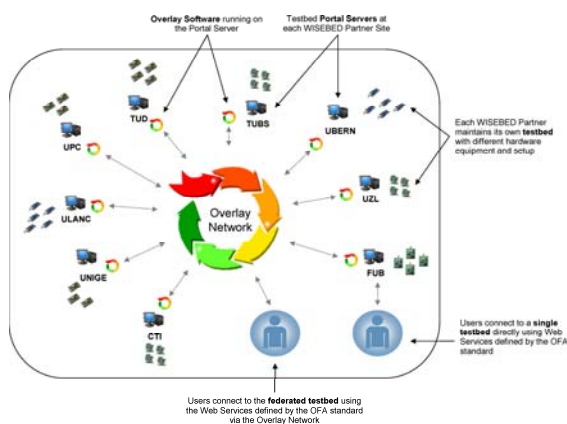 Overlay Software running on
the Portal Server
Testbed Portal Servers at
each WISEBED Partner Site
TUD
TUBS
UBERN
UPC
Each WISEBED Partner
maintains its own testbed
with different hardware
equipment and setup
UZL
ULANC
Overlay
Network
UNIGE
FUB
CTI
Users connect to a single
testbed directly using Web
Services defined by the OFA
standard
Users connect to the federated testbed using
the Web Services defined by the OFA standard
via the Overlay Network